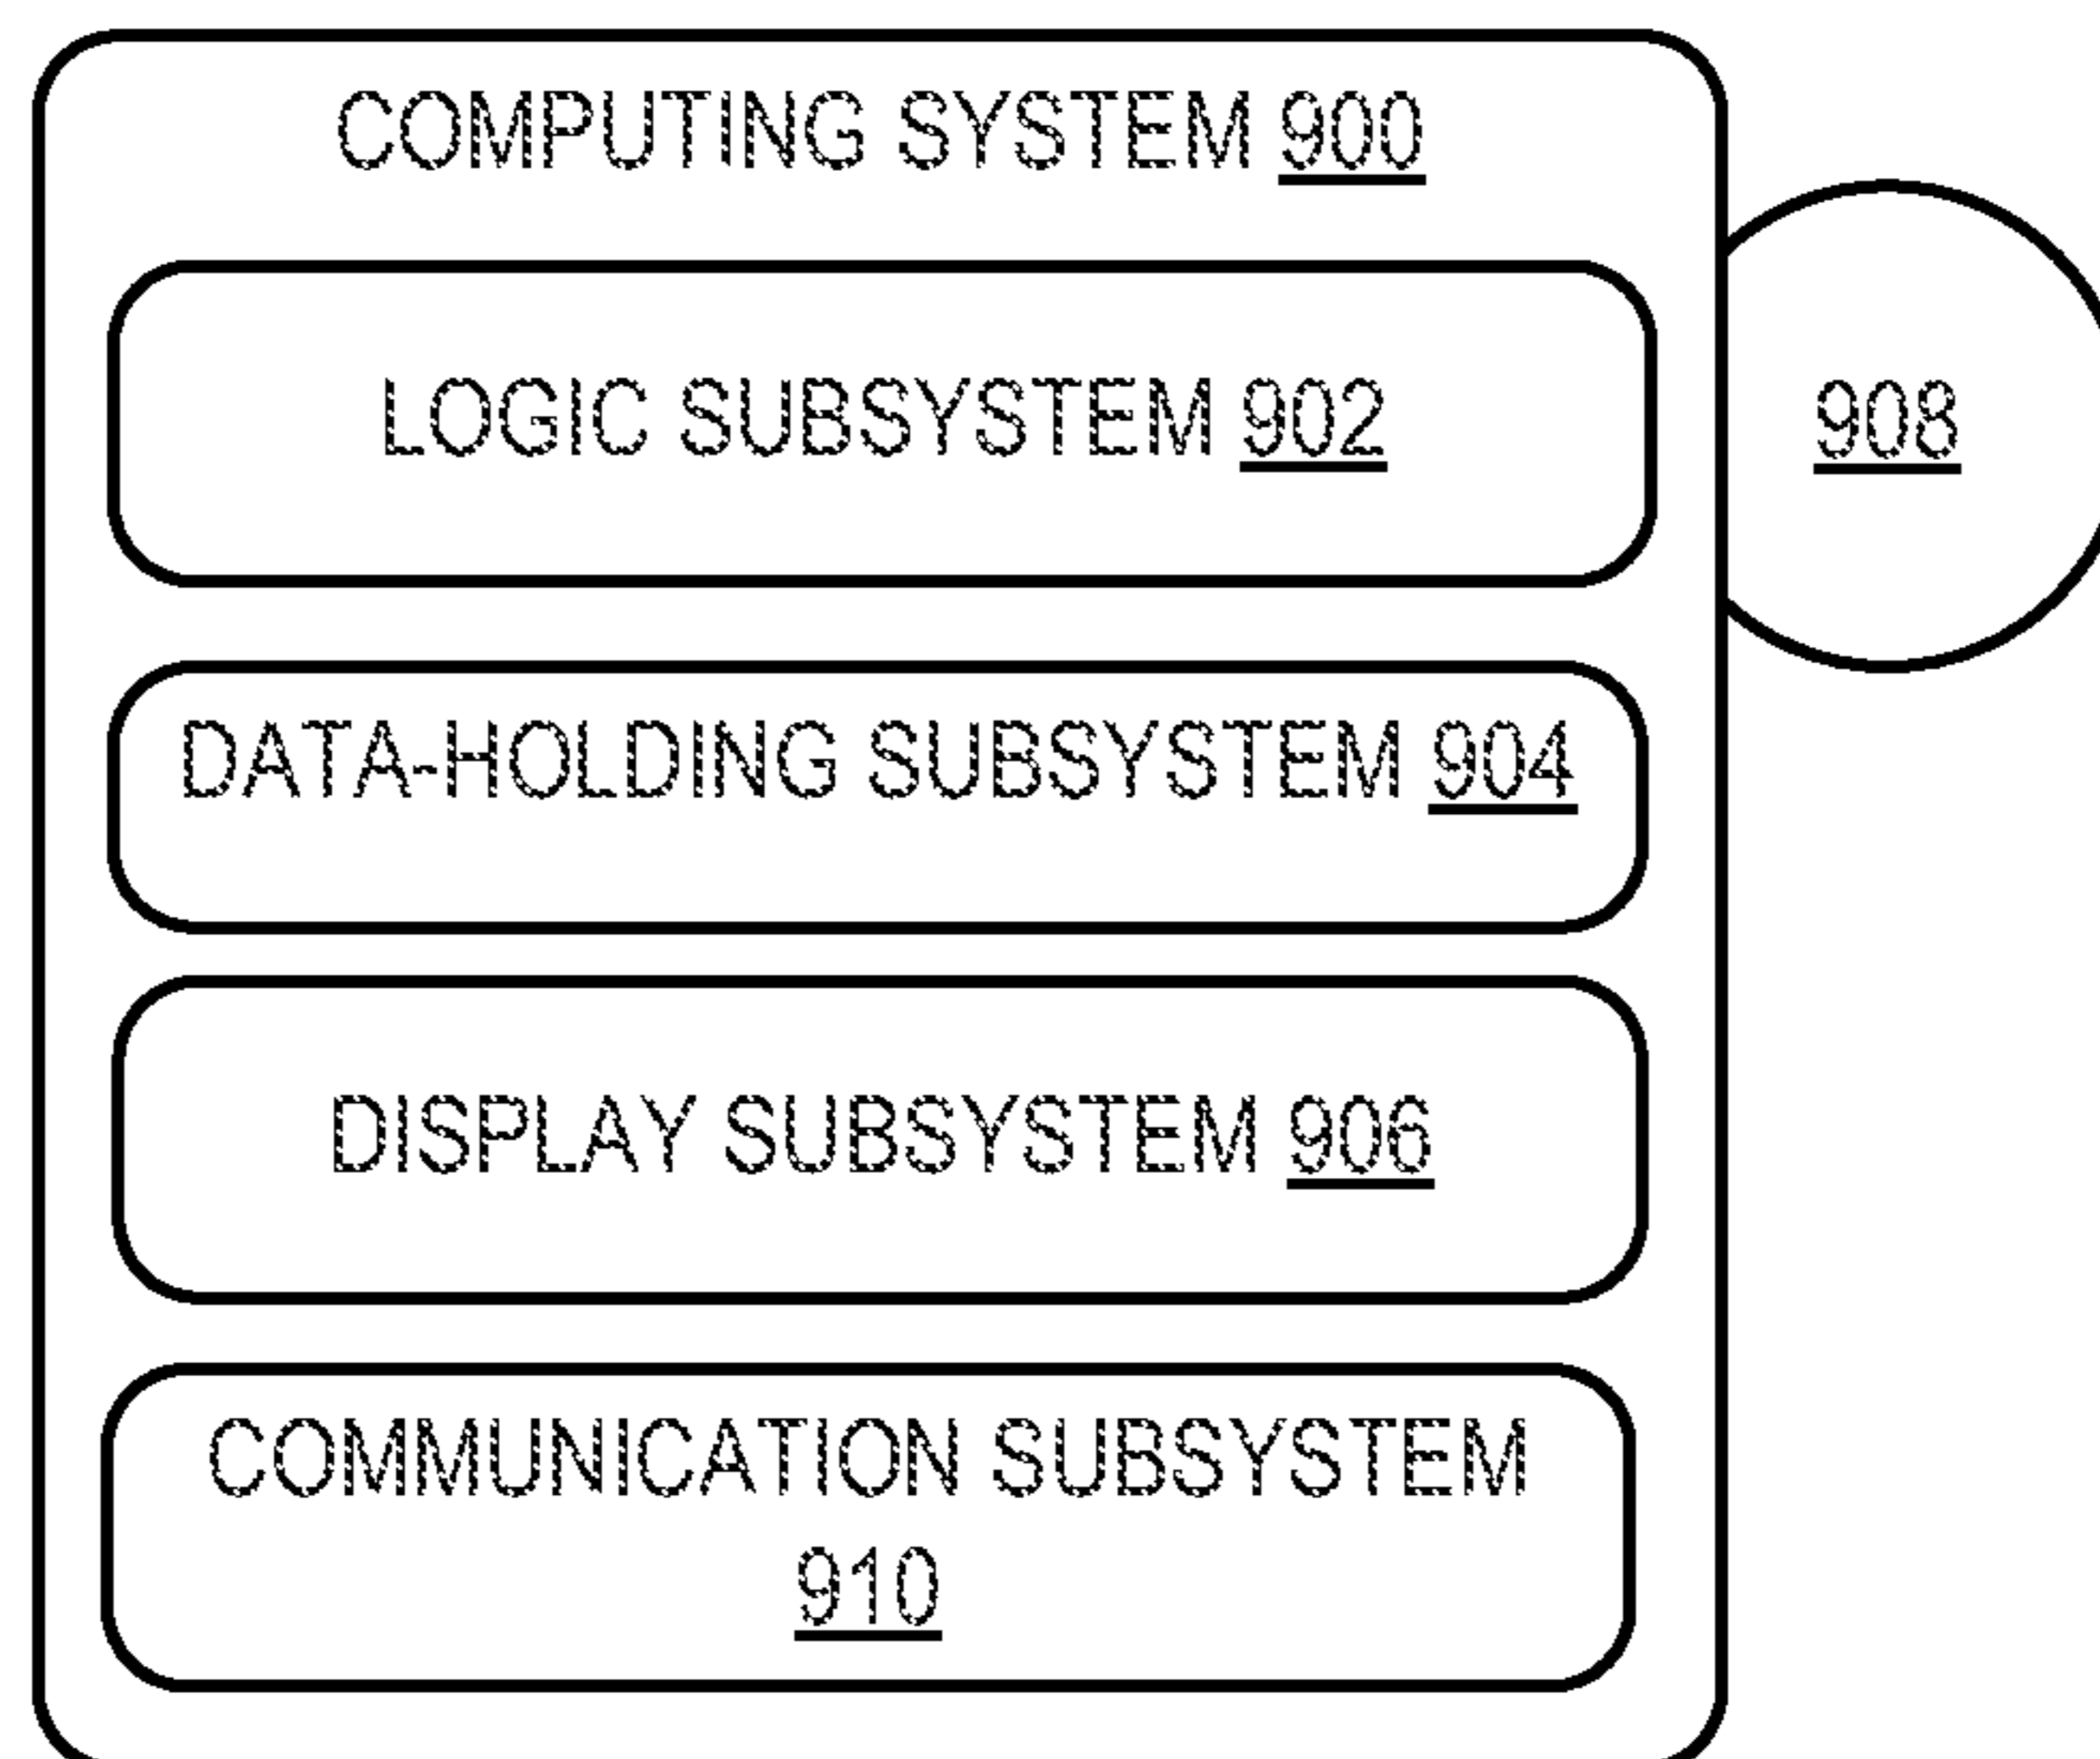 COMPUTING SYSTEM 900
LOGIC SUBSYSTEM 902
908
DATA-HOLDING SUBSYSTEM 904
DISPLAY SUBSYSTEM 906
COMMUNICATION SUBSYSTEM
910